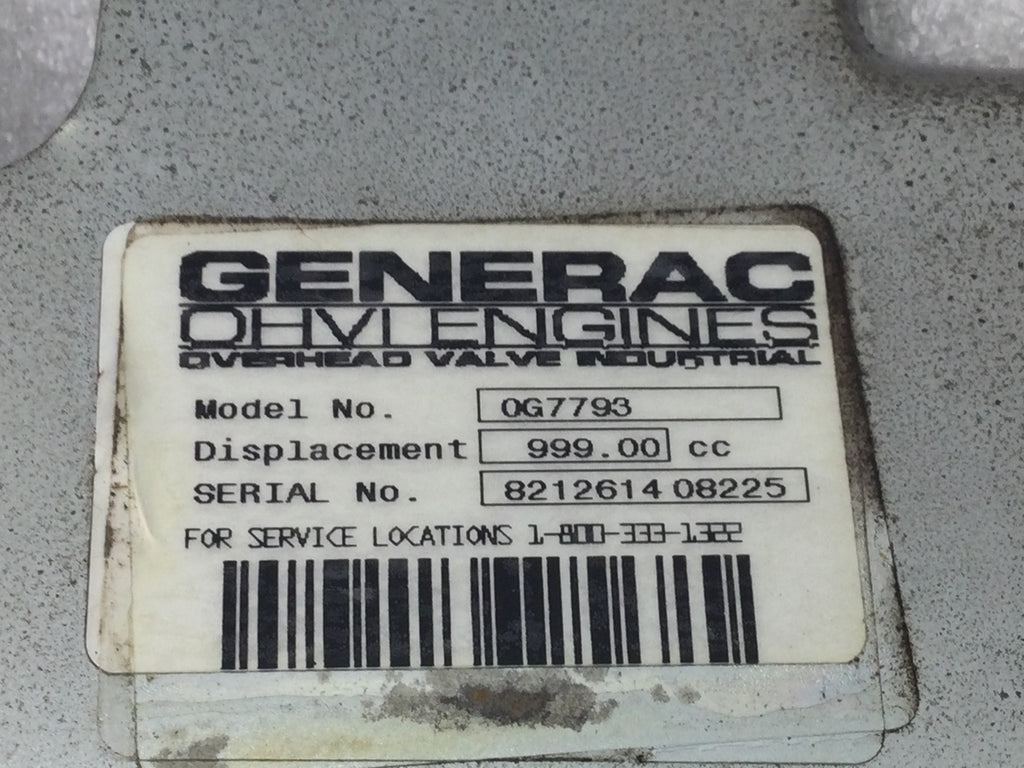 GENERAC
OHVI ENGINES
OVERHEAD VALVE INDUSTRIAL
Model No. 0G7793
Displacement 999.00 cc
SERIAL No. 8212614 08225
FOR SERVICE LOCATIONS 1-800-333-1322